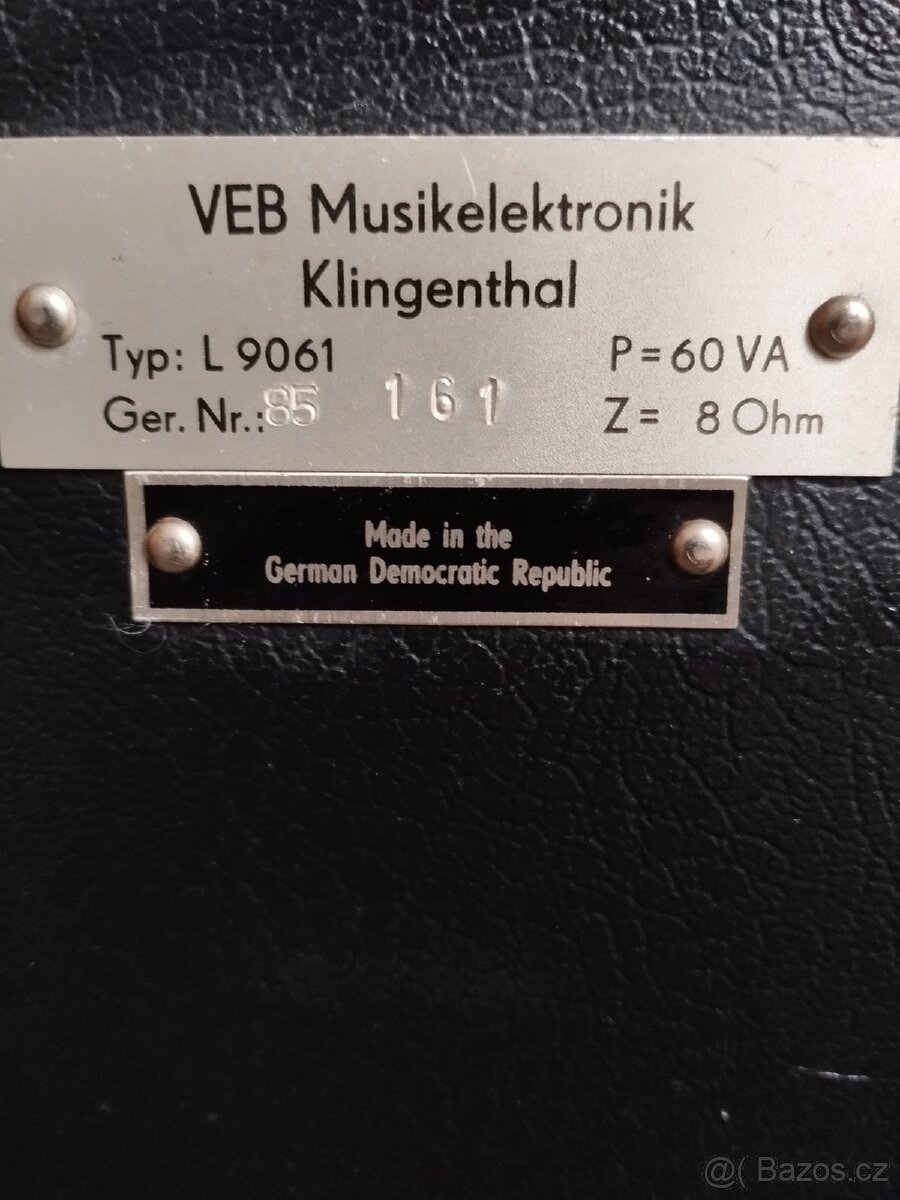 VEB Musikelektronik
Klingenthal
Typ: L 9061 P = 60 VA
Ger. Nr.: 85 161 Z = 8 Ohm
Made in the
German Democratic Republic
@( Bazos.cz